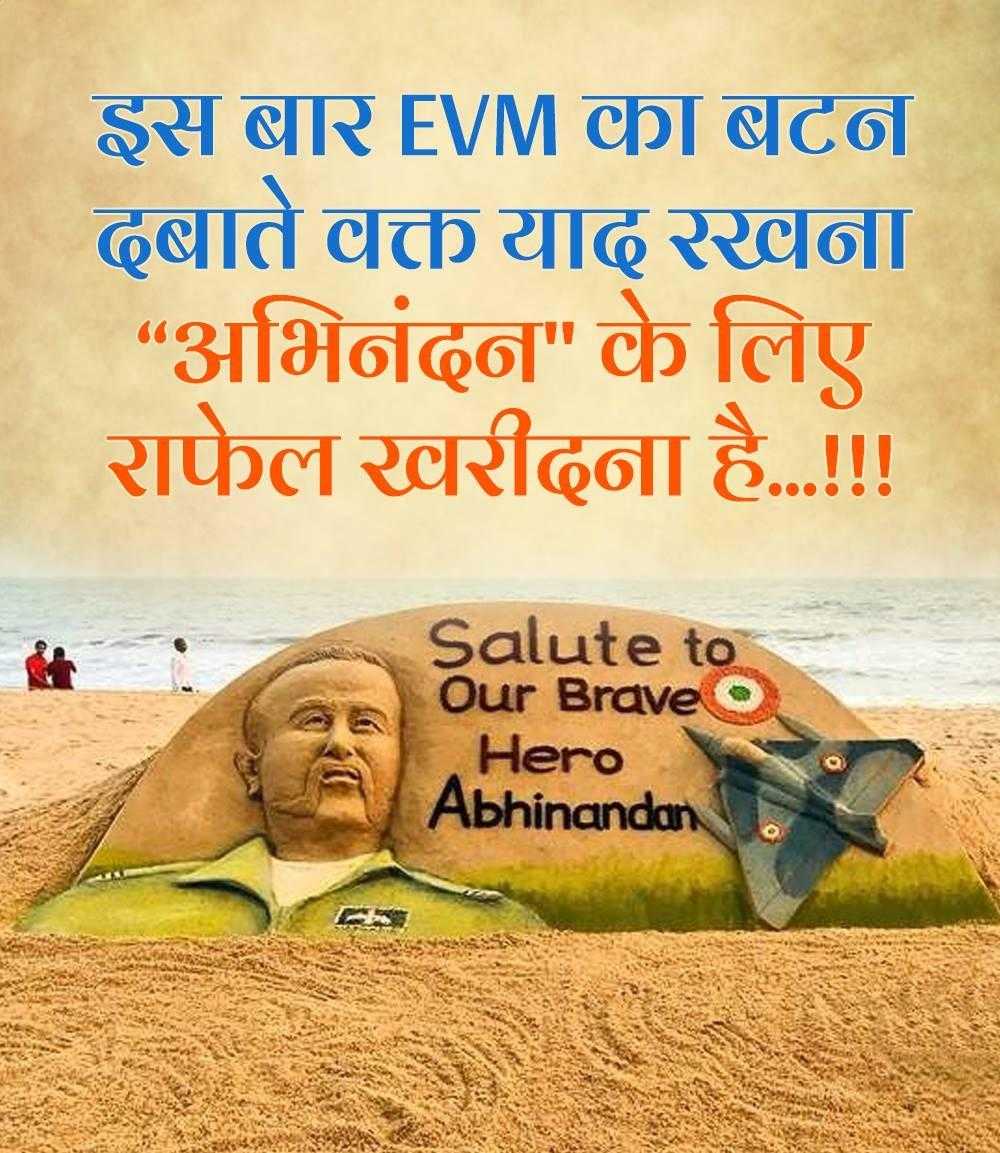 इस बार EVM का बटन
दबाते वक्त याद रखना
“अभिनंदन" के लिए
राफेल खरीदना है...!!!
Salute to
Our Brave
Hero
Abhinandan